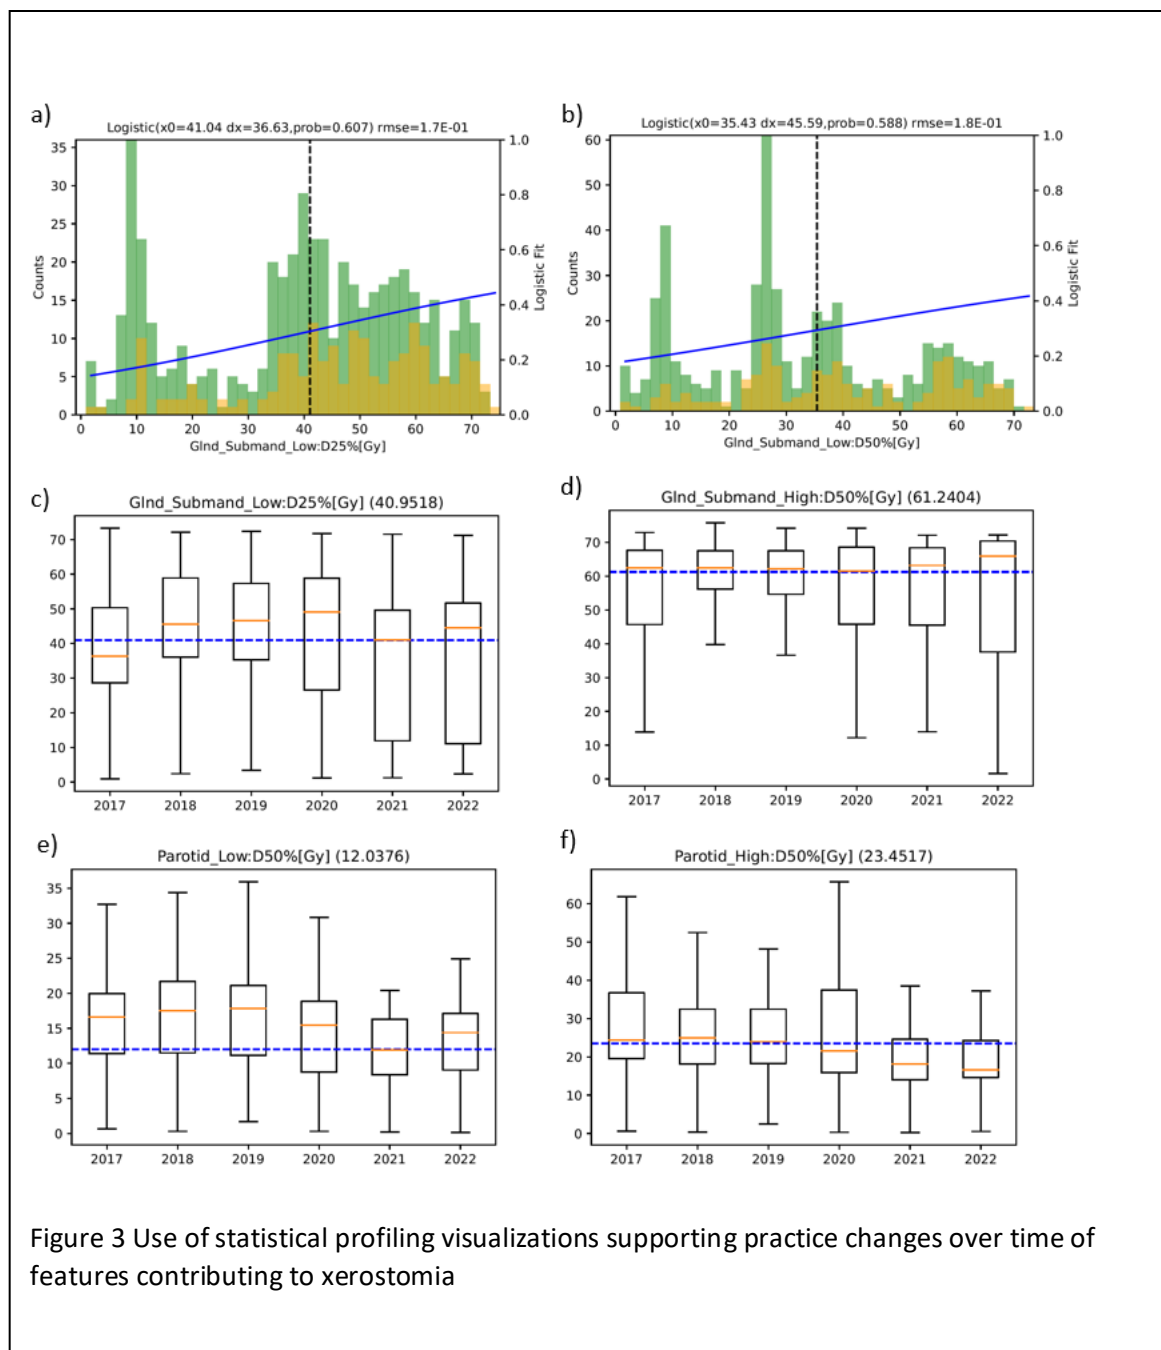 a)
Logistic(x0=41.04 dx=36.63,prob=0.607) rmse=1.7E-01
35
30
25
20
15
10
5
0
Counts
1.0
0.8
0.6
0.4
0.2
0.0
Logistic Fit
0 10 20 30 40 50 60 70
Glnd_Submand_Low:D25%[Gy]
b)
Logistic(x0=35.43 dx=45.59,prob=0.588) rmse=1.8E-01
60
50
40
30
20
10
0
Counts
1.0
0.8
0.6
0.4
0.2
0.0
Logistic Fit
0 10 20 30 40 50 60 70
Glnd_Submand_Low:D50%[Gy]
c)
Glnd_Submand_Low:D25%[Gy] (40.9518)
70
60
50
40
30
20
10
0
2017 2018 2019 2020 2021 2022
d)
Glnd_Submand_High:D50%[Gy] (61.2404)
70
60
50
40
30
20
10
0
2017 2018 2019 2020 2021 2022
e)
Parotid_Low:D50%[Gy] (12.0376)
35
30
25
20
15
10
5
0
2017 2018 2019 2020 2021 2022
f)
Parotid_High:D50%[Gy] (23.4517)
60
50
40
30
20
10
0
2017 2018 2019 2020 2021 2022
Figure 3 Use of statistical profiling visualizations supporting practice changes over time of
features contributing to xerostomia